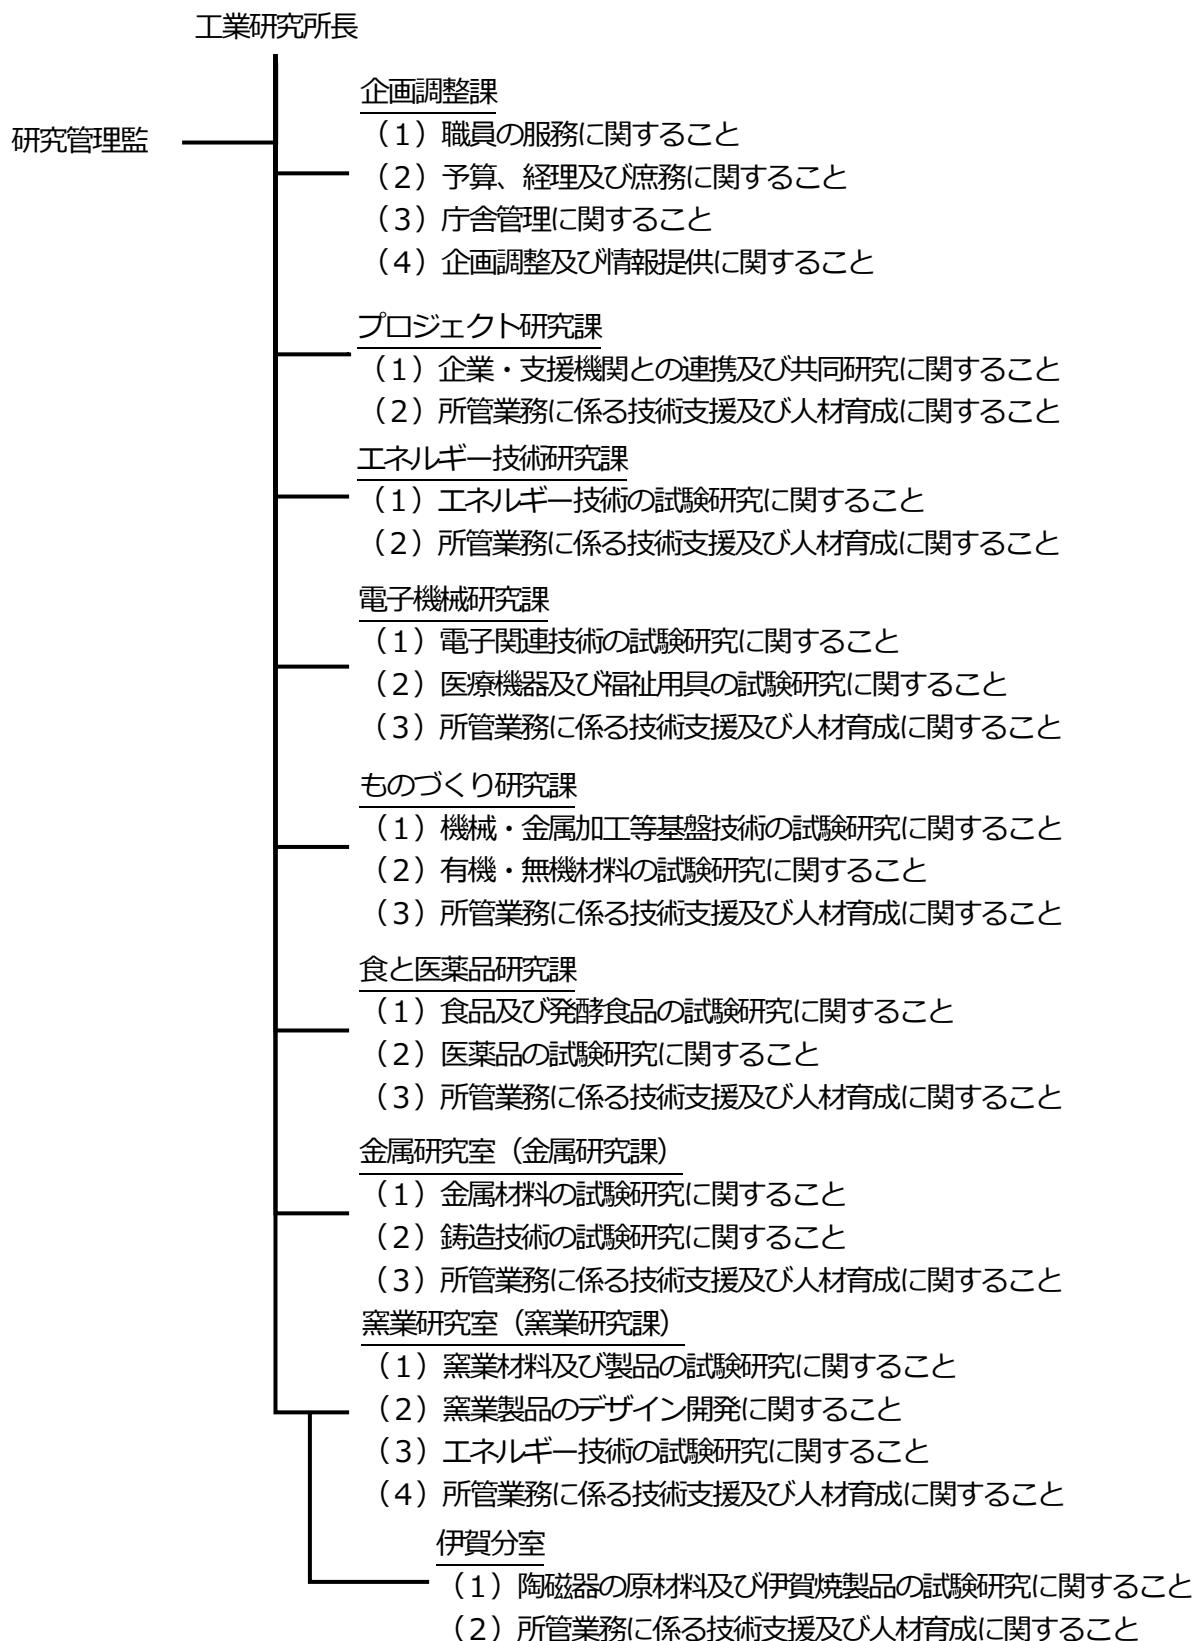 工業研究所長
研究管理監
企画調整課
（1）職員の服務に関すること
（2）予算、経理及び庶務に関すること
（3）庁舎管理に関すること
（4）企画調整及び情報提供に関すること
プロジェクト研究課
（1）企業・支援機関との連携及び共同研究に関すること
（2）所管業務に係る技術支援及び人材育成に関すること
エネルギー技術研究課
（1）エネルギー技術の試験研究に関すること
（2）所管業務に係る技術支援及び人材育成に関すること
電子機械研究課
（1）電子関連技術の試験研究に関すること
（2）医療機器及び福祉用具の試験研究に関すること
（3）所管業務に係る技術支援及び人材育成に関すること
ものづくり研究課
（1）機械・金属加工等基盤技術の試験研究に関すること
（2）有機・無機材料の試験研究に関すること
（3）所管業務に係る技術支援及び人材育成に関すること
食と医薬品研究課
（1）食品及び発酵食品の試験研究に関すること
（2）医薬品の試験研究に関すること
（3）所管業務に係る技術支援及び人材育成に関すること
金属研究室（金属研究課）
（1）金属材料の試験研究に関すること
（2）鋳造技術の試験研究に関すること
（3）所管業務に係る技術支援及び人材育成に関すること
窯業研究室（窯業研究課）
（1）窯業材料及び製品の試験研究に関すること
（2）窯業製品のデザイン開発に関すること
（3）エネルギー技術の試験研究に関すること
（4）所管業務に係る技術支援及び人材育成に関すること
伊賀分室
（1）陶磁器の原材料及び伊賀焼製品の試験研究に関すること
（2）所管業務に係る技術支援及び人材育成に関すること